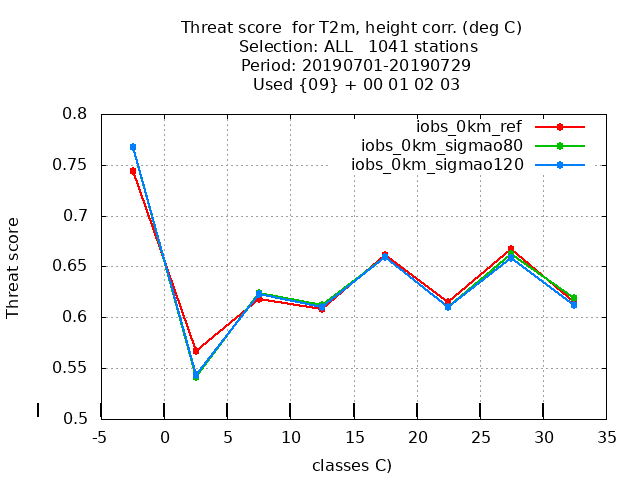 Threat score  for T2m, height corr. (deg C)
Selection: ALL   1041 stations
Period: 20190701-20190729
Used {09} + 00 01 02 03
0.8
0.75
0.7
0.65
0.6
0.55
0.5
Threat score
iobs_0km_ref
iobs_0km_sigmao80
iobs_0km_sigmao120
-5 0 5 10 15 20 25 30 35
classes C)